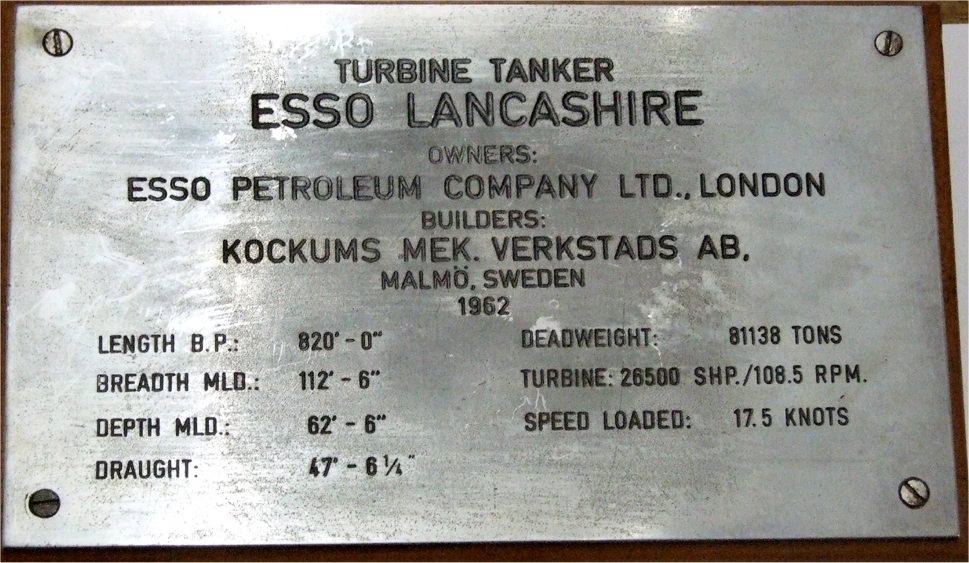 TURBINE TANKER
ESSO LANCASHIRE
OWNERS:
ESSO PETROLEUM COMPANY LTD., LONDON
BUILDERS:
KOCKUMS MEK. VERKSTADS AB,
MALMÖ, SWEDEN
1962
LENGTH B.P.: 820' - 0"
BREADTH MLD.: 112' - 6"
DEPTH MLD.: 62' - 6"
DRAUGHT: 47' - 6 1/4"
DEADWEIGHT: 81138 TONS
TURBINE: 26500 SHP./108.5 RPM.
SPEED LOADED: 17.5 KNOTS